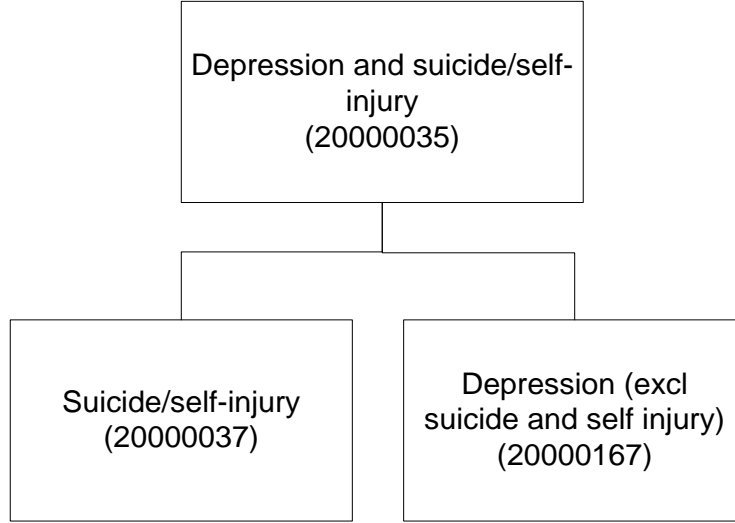 Depression and suicide/self-
injury
(20000035)
Suicide/self-injury
(20000037)
Depression (excl
suicide and self injury)
(20000167)